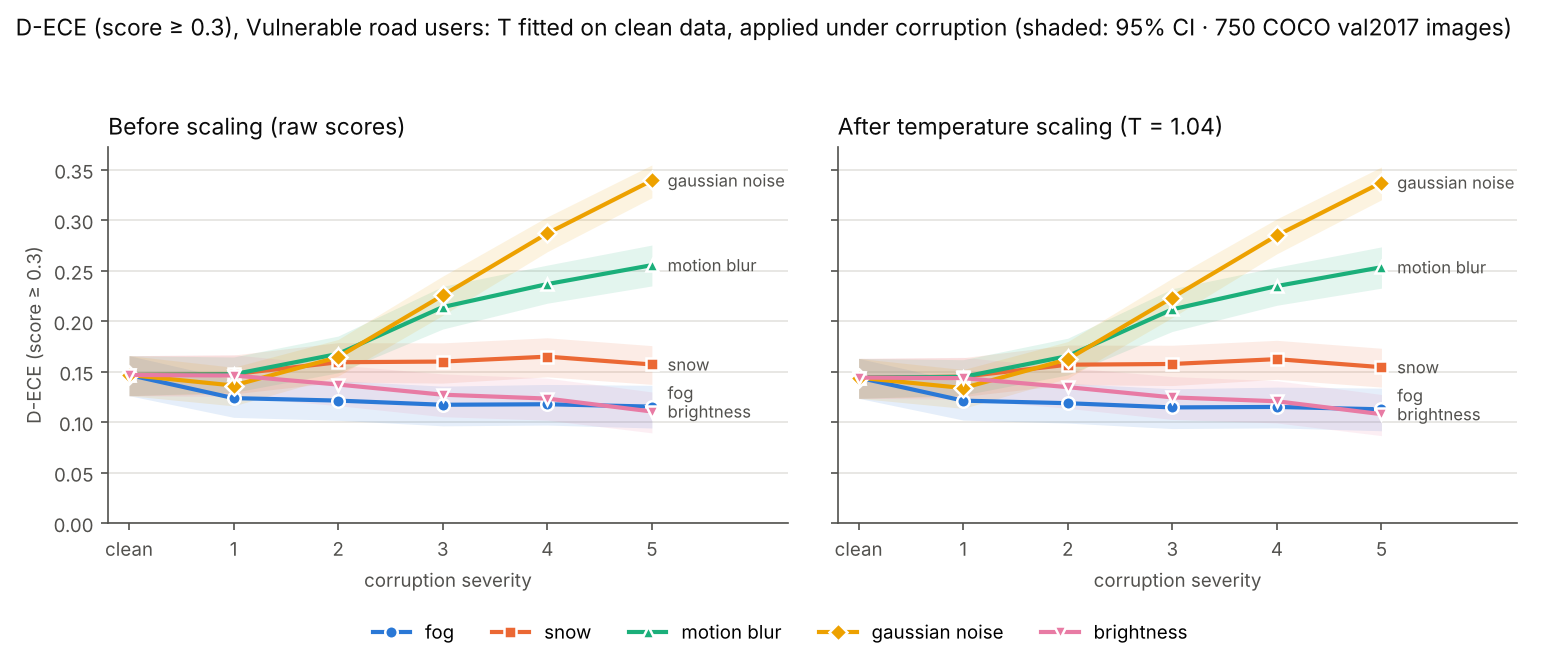 D-ECE (score ≥ 0.3), Vulnerable road users: T fitted on clean data, applied under corruption (shaded: 95% CI · 750 COCO val2017 images)
Before scaling (raw scores)
D-ECE (score ≥ 0.3)
0.35
0.30
0.25
0.20
0.15
0.10
0.05
0.00
gaussian noise
motion blur
snow
fog
brightness
clean 1 2 3 4 5
corruption severity
After temperature scaling (T = 1.04)
gaussian noise
motion blur
snow
fog
brightness
clean 1 2 3 4 5
corruption severity
fog snow motion blur gaussian noise brightness